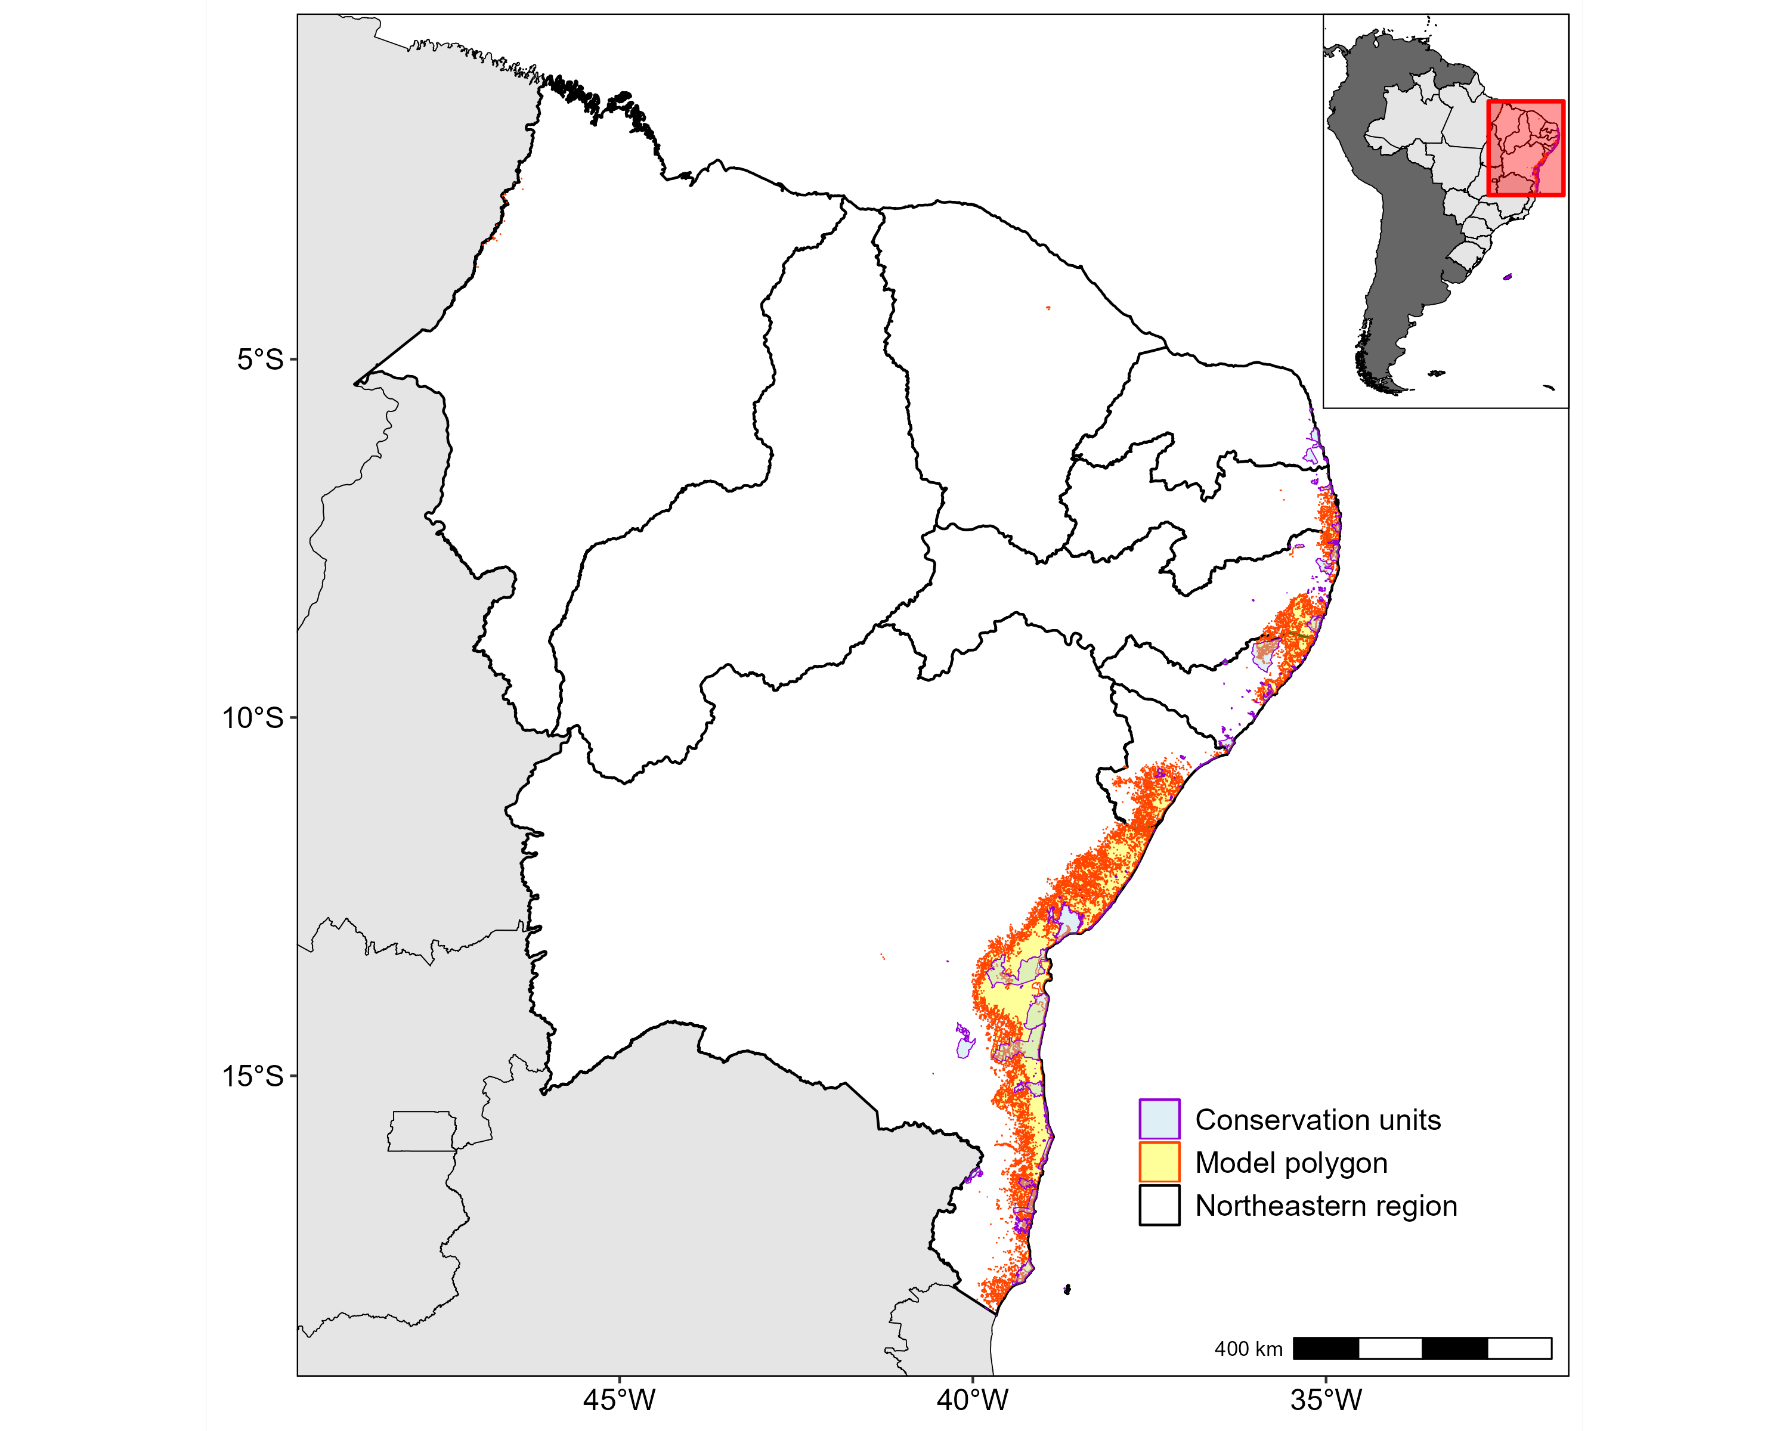 5°S
10°S
15°S
Conservation units
Model polygon
Northeastern region
400 km
45°W
40°W
35°W